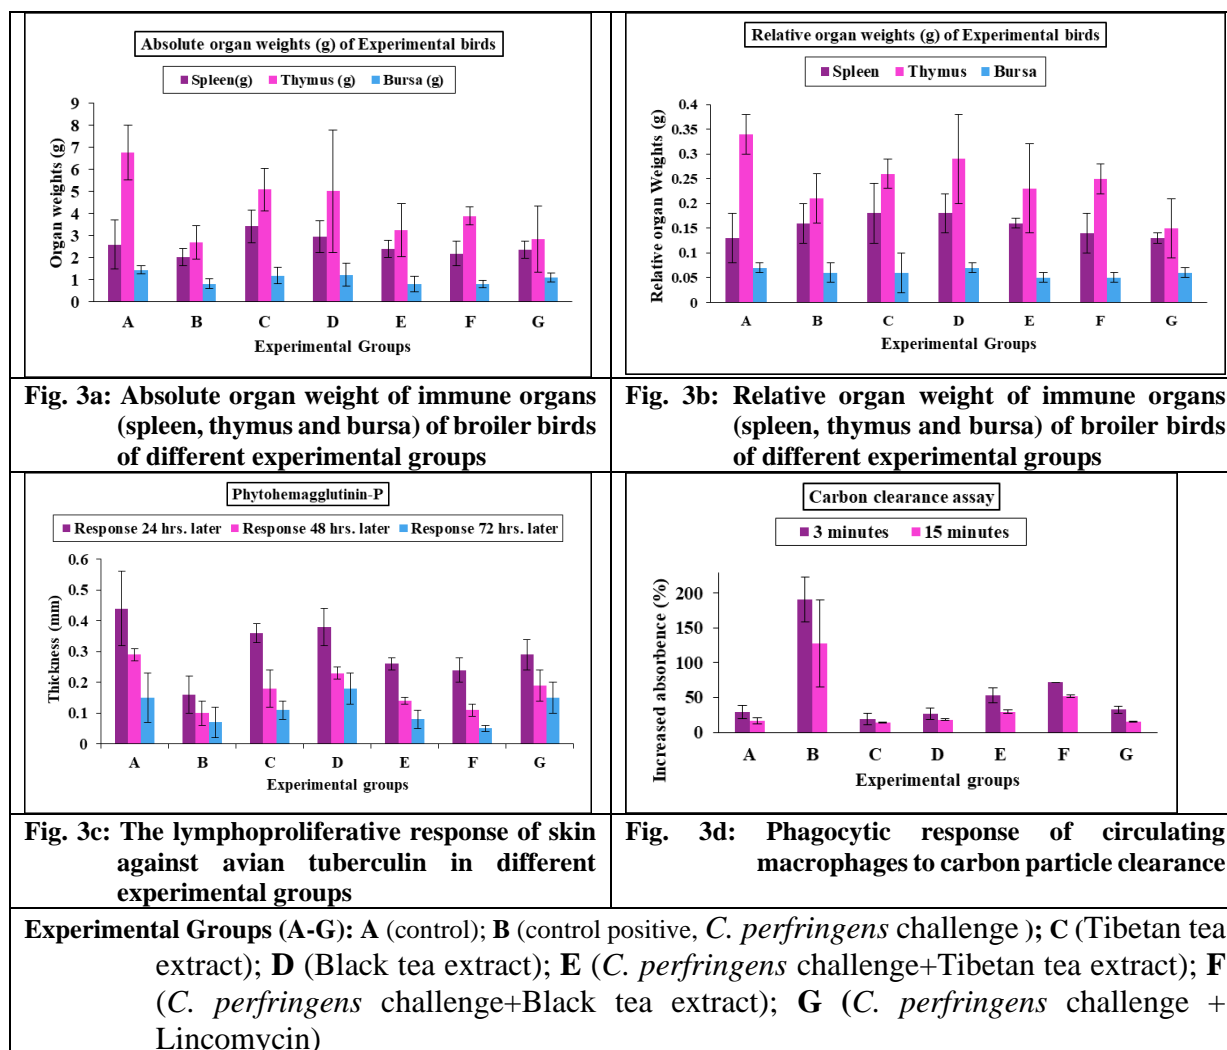 Absolute organ weights (g) of Experimental birds
Spleen(g) Thymus (g) Bursa (g)
Organ weights (g)
9
8
7
6
5
4
3
2
1
0
A B C D E F G
Experimental Groups
Relative organ weights (g) of Experimental birds
Spleen Thymus Bursa
Relative organ Weights (g)
0.4
0.35
0.3
0.25
0.2
0.15
0.1
0.05
0
A B C D E F G
Experimental Groups
Fig. 3a: Absolute organ weight of immune organs
(spleen, thymus and bursa) of broiler birds
of different experimental groups
Fig. 3b: Relative organ weight of immune organs
(spleen, thymus and bursa) of broiler birds
of different experimental groups
Phytohemagglutinin-P
Response 24 hrs. later Response 48 hrs. later Response 72 hrs. later
Thickness (mm)
0.6
0.5
0.4
0.3
0.2
0.1
0
A B C D E F G
Experimental groups
Carbon clearance assay
3 minutes 15 minutes
Increased absorbence (%)
200
150
100
50
0
A B C D E F G
Experimental groups
Fig. 3c: The lymphoproliferative response of skin
against avian tuberculin in different
experimental groups
Fig. 3d: Phagocytic response of circulating
macrophages to carbon particle clearance
Experimental Groups (A-G): A (control); B (control positive, C. perfringens challenge ); C (Tibetan tea
extract); D (Black tea extract); E (C. perfringens challenge+Tibetan tea extract); F
(C. perfringens challenge+Black tea extract); G (C. perfringens challenge +
Lincomycin)